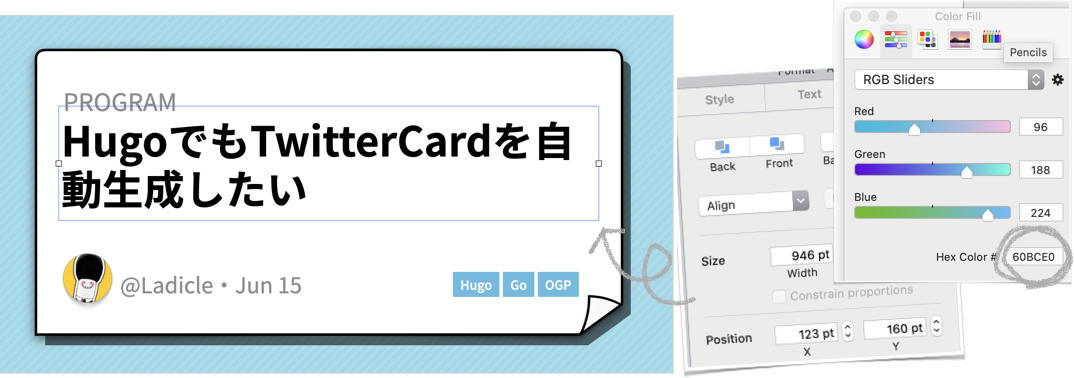 PROGRAM
HugoでもTwitterCardを自
動生成したい
@Ladicle・Jun 15
Hugo Go OGP
Style
Text
Back
Front
Align
Size
946 pt
Width
Constrain proportions
Position
123 pt
160 pt
X
Y
Color Fill
Pencils
RGB Sliders
Red
96
Green
188
Blue
224
Hex Color #
60BCE0